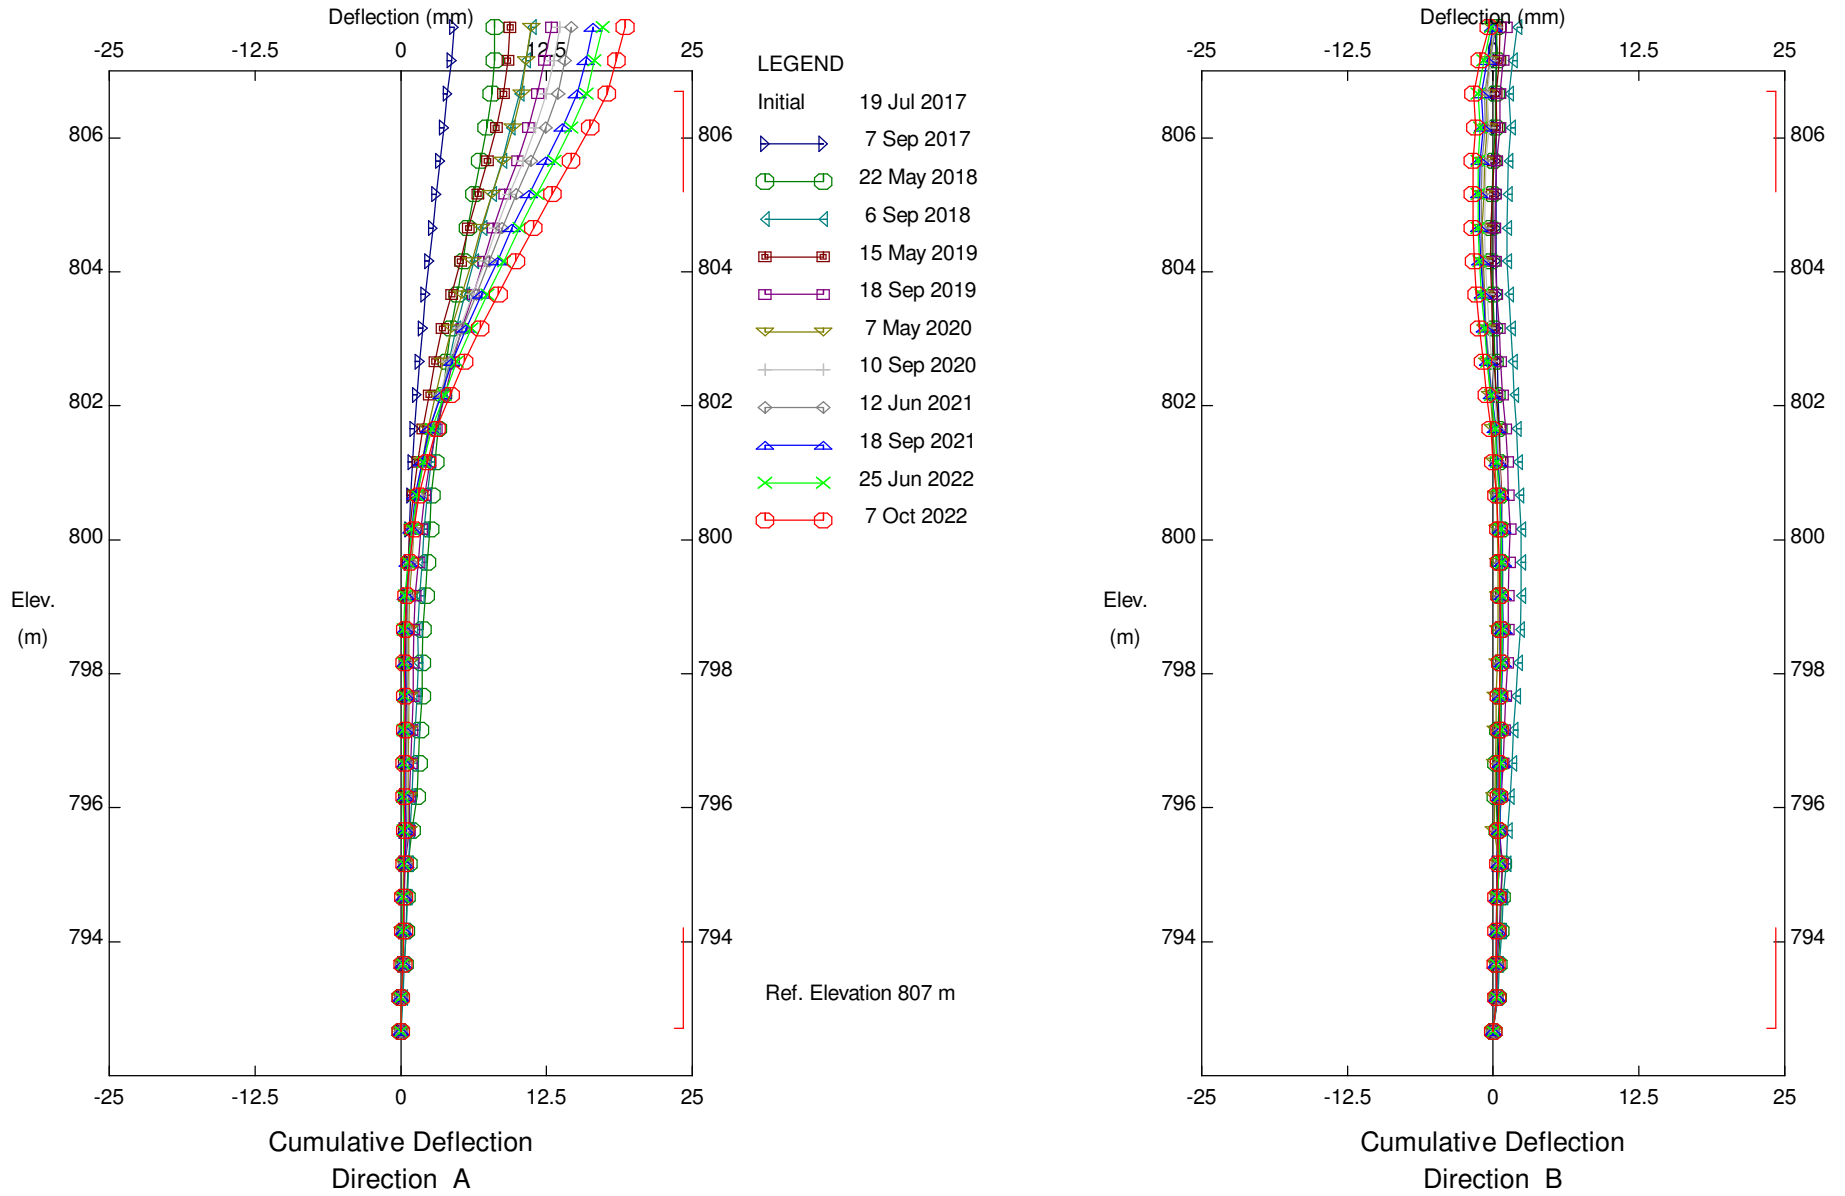 Deflection (mm)
-25 -12.5 0 12.5 25
806 806
804 804
802 802
800 800
798 798
796 796
794 794
Elev.
(m)
-25 -12.5 0 12.5 25
Cumulative Deflection
Direction A
LEGEND
Initial 19 Jul 2017
7 Sep 2017
22 May 2018
6 Sep 2018
15 May 2019
18 Sep 2019
7 May 2020
10 Sep 2020
12 Jun 2021
18 Sep 2021
25 Jun 2022
7 Oct 2022
Ref. Elevation 807 m
Deflection (mm)
-25 -12.5 0 12.5 25
806 806
804 804
802 802
800 800
798 798
796 796
794 794
Elev.
(m)
-25 -12.5 0 12.5 25
Cumulative Deflection
Direction B